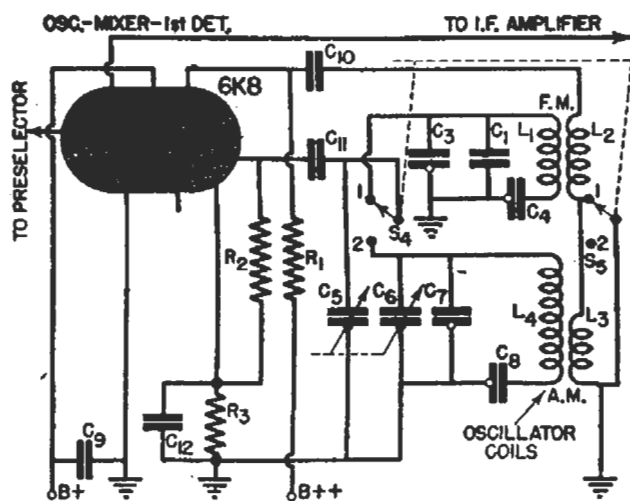 OSC.-MIXER-1st DET.
TO I.F. AMPLIFIER
6K8
C10
F.M.
TO PRESELECTOR
C11
C3
C1
L1
L2
1
1
C4
S4
2
2
S5
R2
R1
C5
C6
C7
L4
L3
C8
A.M.
R3
C9
C12
OSCILLATOR
COILS
B+
B++